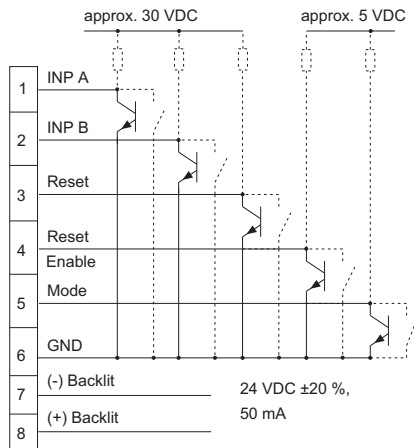 approx. 30 VDC
approx. 5 VDC
1
INP A
2
INP B
3
Reset
4
Reset
Enable
5
Mode
6
GND
7
(-) Backlit
8
(+) Backlit
24 VDC ±20 %,
50 mA